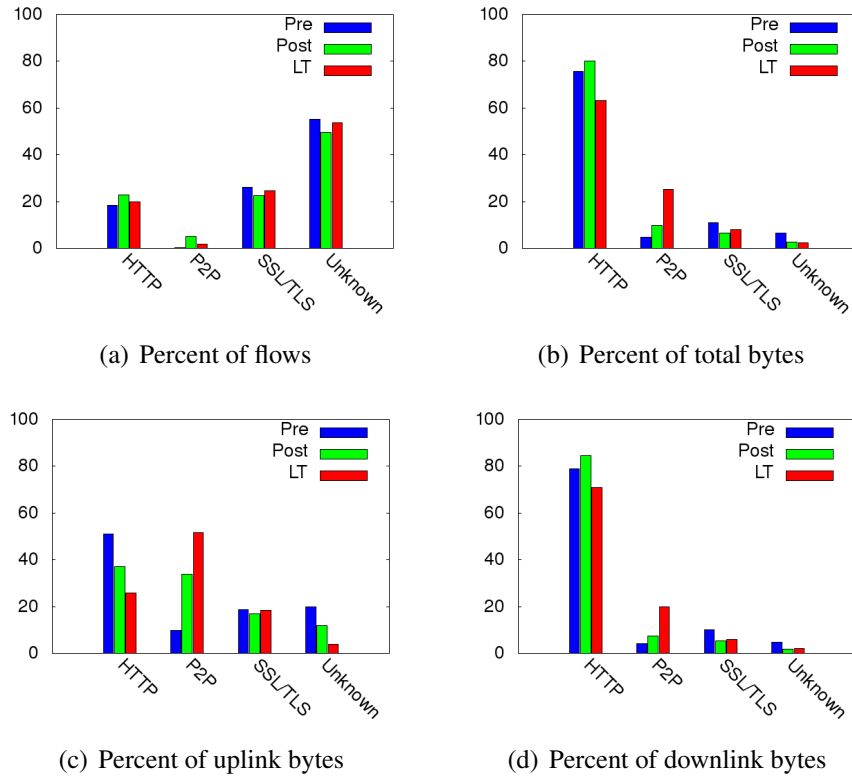 100
80
60
40
20
0
Pre
Post
LT
HTTP
P2P
SSL/TLS
Unknown
(a) Percent of flows
100
80
60
40
20
0
Pre
Post
LT
HTTP
P2P
SSL/TLS
Unknown
(b) Percent of total bytes
100
80
60
40
20
0
Pre
Post
LT
HTTP
P2P
SSL/TLS
Unknown
(c) Percent of uplink bytes
100
80
60
40
20
0
Pre
Post
LT
HTTP
P2P
SSL/TLS
Unknown
(d) Percent of downlink bytes